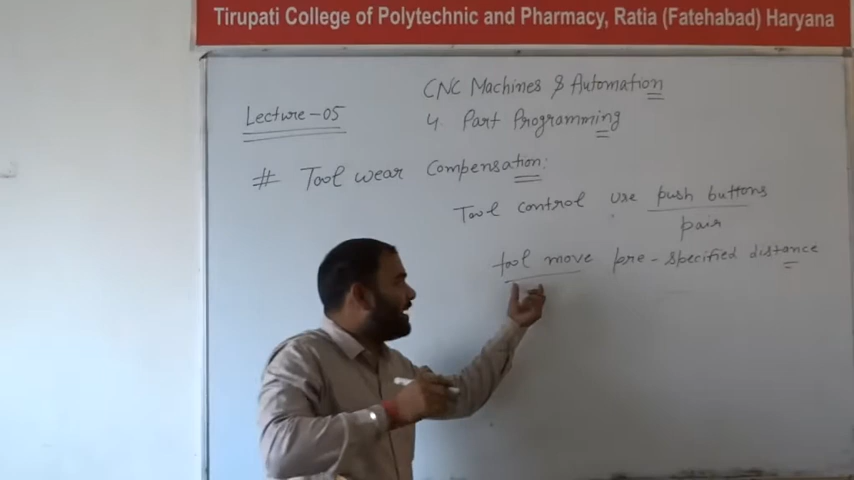 Tirupati College of Polytechnic and Pharmacy, Ratia (Fatehabad) Haryana
CNC Machines & Automation
Lecture-05
4. Part Programming
# Tool wear Compensation:
Tool control use push buttons
pair
tool move pre-specified distance